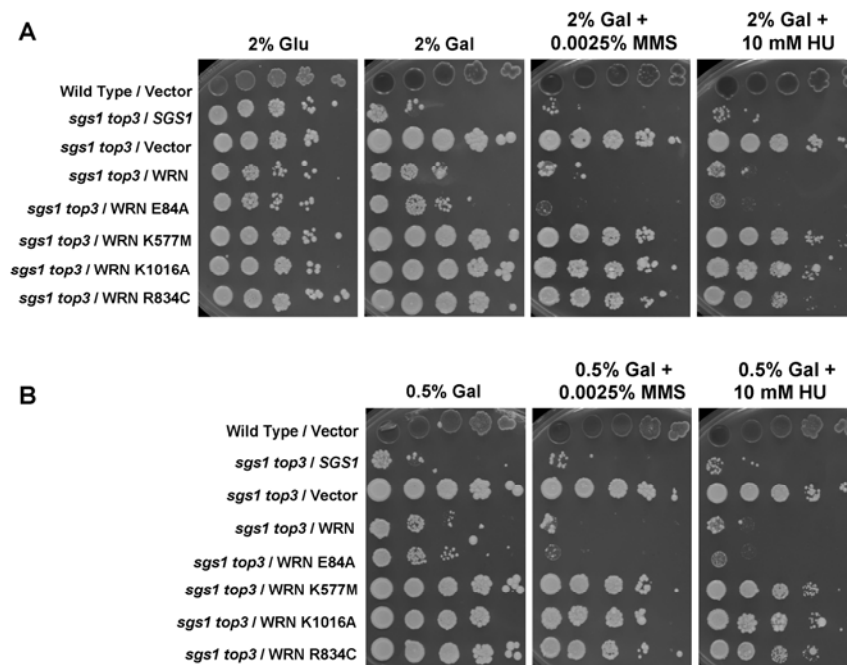 A
2% Glu
2% Gal
2% Gal +
0.0025% MMS
2% Gal +
10 mM HU
Wild Type / Vector
sgs1 top3 / SGS1
sgs1 top3 / Vector
sgs1 top3 / WRN
sgs1 top3 / WRN E84A
sgs1 top3 / WRN K577M
sgs1 top3 / WRN K1016A
sgs1 top3 / WRN R834C
B
0.5% Gal
0.5% Gal +
0.0025% MMS
0.5% Gal +
10 mM HU
Wild Type / Vector
sgs1 top3 / SGS1
sgs1 top3 / Vector
sgs1 top3 / WRN
sgs1 top3 / WRN E84A
sgs1 top3 / WRN K577M
sgs1 top3 / WRN K1016A
sgs1 top3 / WRN R834C